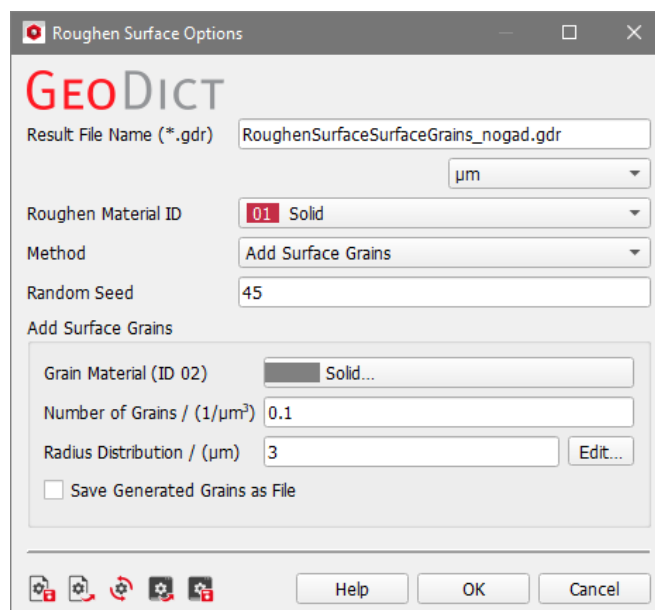 Roughen Surface Options
GEODICT
Result File Name (*.gdr) RoughenSurfaceSurfaceGrains_nogad.gdr
µm
Roughen Material ID 01 Solid
Method Add Surface Grains
Random Seed 45
Add Surface Grains
Grain Material (ID 02) Solid...
Number of Grains / (1/µm³) 0.1
Radius Distribution / (µm) 3 Edit...
Save Generated Grains as File
Help OK Cancel